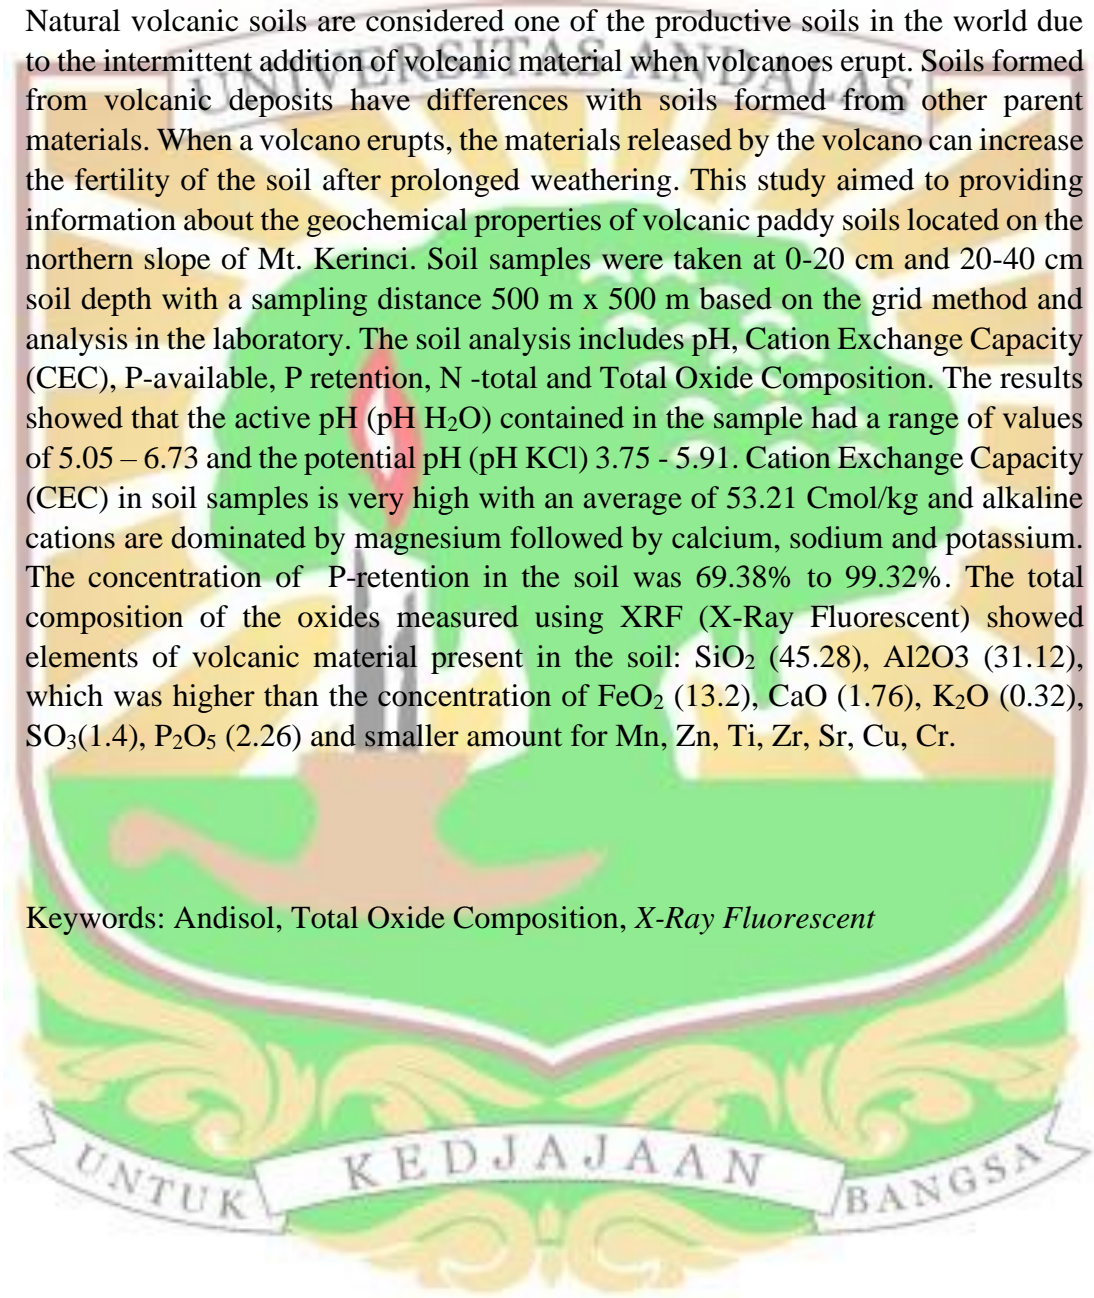 Natural volcanic soils are considered one of the productive soils in the world due
to the intermittent addition of volcanic material when volcanoes erupt. Soils formed
UNIVERSITAS ANDALAS
from volcanic deposits have differences with soils formed from other parent
materials. When a volcano erupts, the materials released by the volcano can increase
the fertility of the soil after prolonged weathering. This study aimed to providing
information about the geochemical properties of volcanic paddy soils located on the
northern slope of Mt. Kerinci. Soil samples were taken at 0-20 cm and 20-40 cm
soil depth with a sampling distance 500 m x 500 m based on the grid method and
analysis in the laboratory. The soil analysis includes pH, Cation Exchange Capacity
(CEC), P-available, P retention, N -total and Total Oxide Composition. The results
showed that the active pH (pH H₂O) contained in the sample had a range of values
of 5.05 – 6.73 and the potential pH (pH KCl) 3.75 - 5.91. Cation Exchange Capacity
(CEC) in soil samples is very high with an average of 53.21 Cmol/kg and alkaline
cations are dominated by magnesium followed by calcium, sodium and potassium.
The concentration of P-retention in the soil was 69.38% to 99.32%. The total
composition of the oxides measured using XRF (X-Ray Fluorescent) showed
elements of volcanic material present in the soil: SiO₂ (45.28), Al2O3 (31.12),
which was higher than the concentration of FeO₂ (13.2), CaO (1.76), K₂O (0.32),
SO₃(1.4), P₂O₅ (2.26) and smaller amount for Mn, Zn, Ti, Zr, Sr, Cu, Cr.
Keywords: Andisol, Total Oxide Composition, X-Ray Fluorescent
UNTUK KEDJAJAAN BANGSA